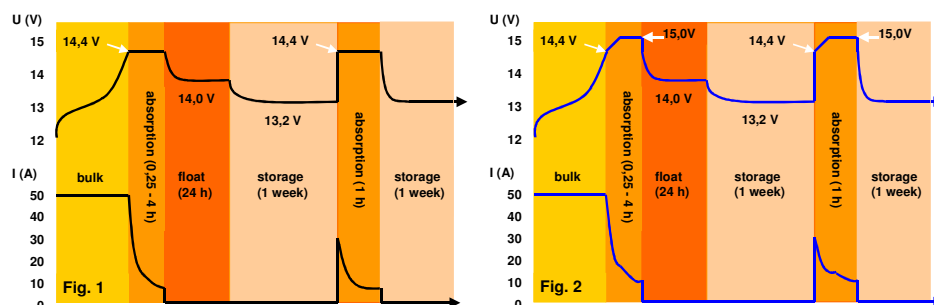 U (V)
15
14
13
12
I (A)
50
40
30
20
10
0
14,4 V
14,0 V
13,2 V
14,4 V
bulk
absorption (0,25 - 4 h)
float
(24 h)
storage
(1 week)
absorption (1 h)
storage
(1 week)
Fig. 1
U (V)
15
14
13
12
I (A)
50
40
30
20
10
0
14,4 V
15,0V
14,0 V
13,2 V
14,4 V
15,0V
bulk
absorption (0,25 - 4 h)
float
(24 h)
storage
(1 week)
absorption (1 h)
storage
(1 week)
Fig. 2